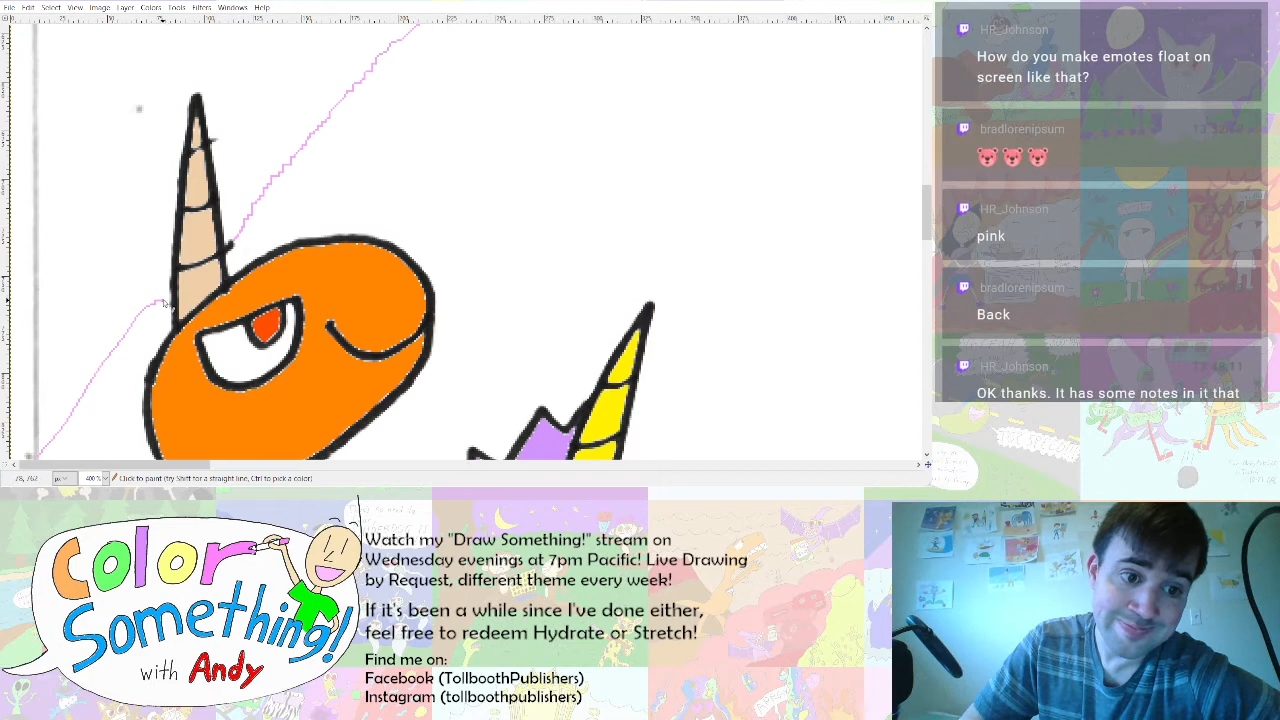 File Edit Select View Image Layer Colors Tools Filters Windows Help
HR_Johnson
How do you make emotes float on
screen like that?
bradlorenipsum
HR_Johnson
pink
bradlorenipsum
Back
HR_Johnson
OK thanks. It has some notes in it that
78, 762 px 400 % Click to paint (try Shift for a straight line, Ctrl to pick a color)
Color
Something!
with Andy
Watch my "Draw Something!" stream on
Wednesday evenings at 7pm Pacific! Live Drawing
by Request, different theme every week!
If it's been a while since I've done either,
feel free to redeem Hydrate or Stretch!
Find me on:
Facebook (TollboothPublishers)
Instagram (tollboothpublishers)